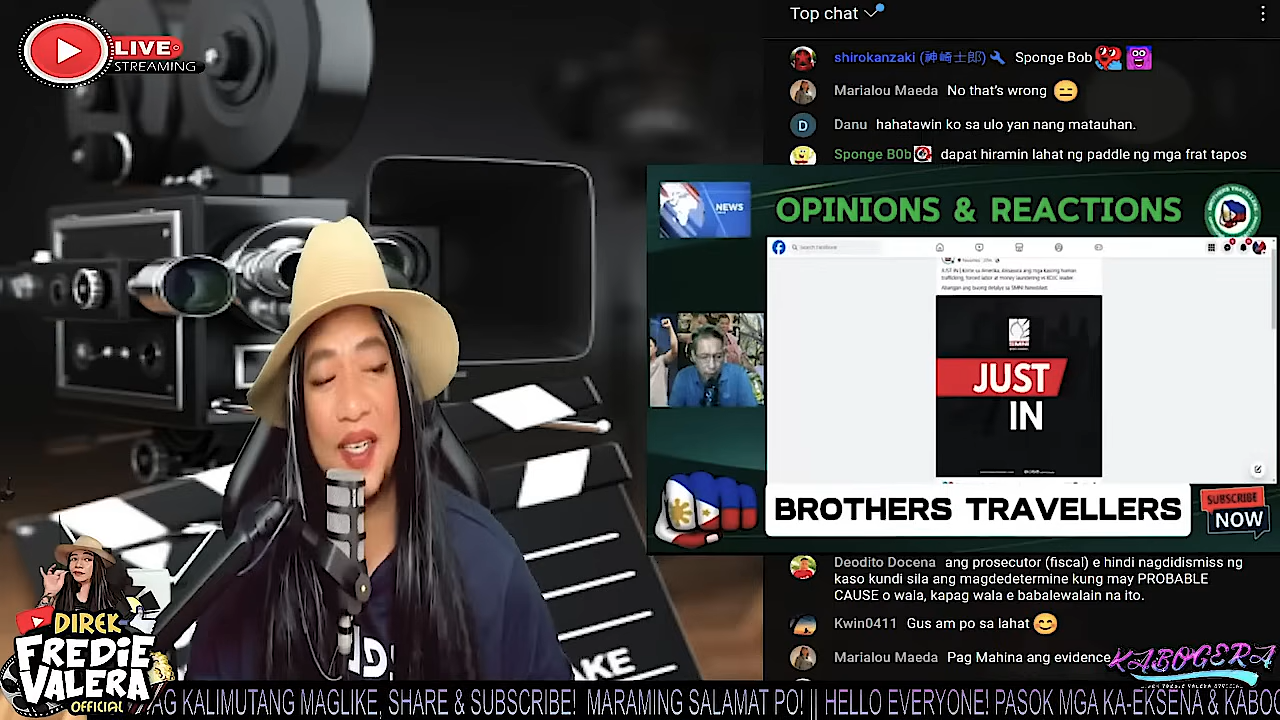 LIVE
STREAMING
Top chat
shirokanzaki (神崎士郎) Sponge Bob
Marialou Maeda No that's wrong
D Danu hahatawin ko sa ulo yan nang matauhan.
Sponge B0b dapat hiramin lahat ng paddle ng mga frat tapos
NEWS
OPINIONS & REACTIONS
Search Facebook
JUST
IN
BROTHERS TRAVELLERS
SUBSCRIBE
NOW
Deodito Docena ang prosecutor (fiscal) e hindi nagdidismiss ng
kaso kundi sila ang magdedetermine kung may PROBABLE
CAUSE o wala, kapag wala e babalewalain na ito.
Kwin0411 Gus am po sa lahat
Marialou Maeda Pag Mahina ang evidence
KABOGERA
DIREK
FREDIE
VALERA
OFFICIAL
AG KALIMUTANG MAGLIKE, SHARE & SUBSCRIBE! MARAMING SALAMAT PO! || HELLO EVERYONE! PASOK MGA KA-EKSENA & KABOG